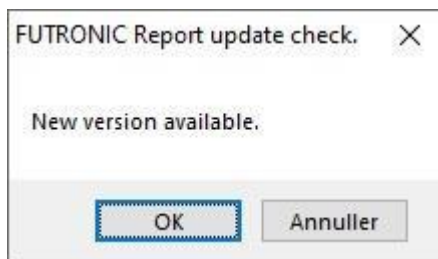 FUTRONIC Report update check.
New version available.
OK Annuller